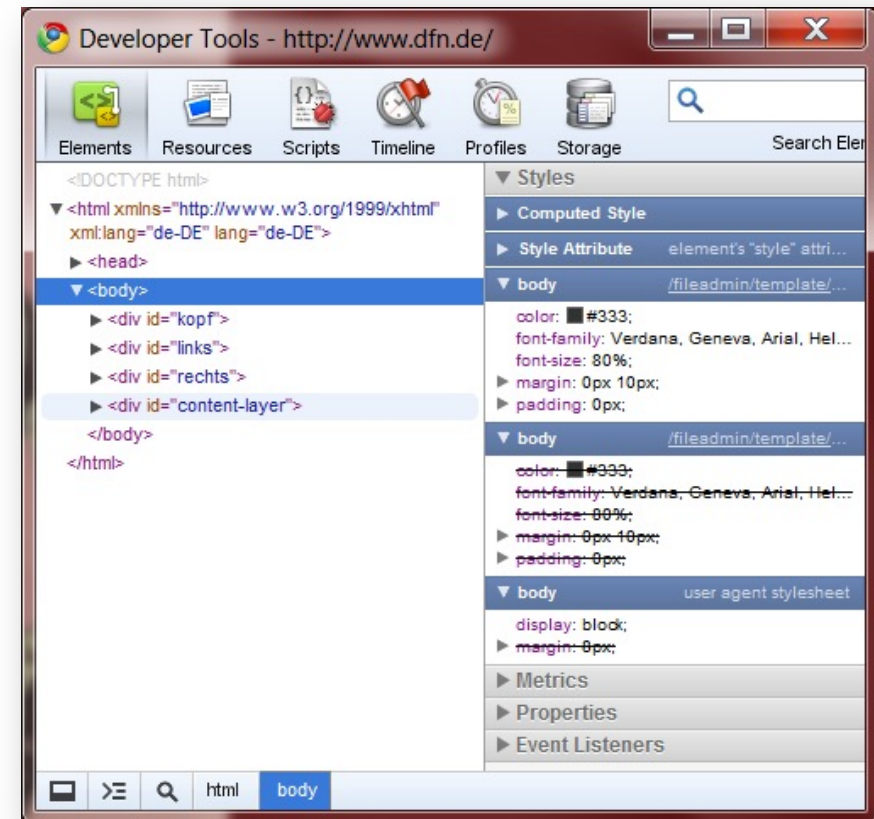 Developer Tools - http://www.dfn.de/
Elements Resources Scripts Timeline Profiles Storage Search Eler
<!DOCTYPE html>
▼<html xmlns="http://www.w3.org/1999/xhtml"
xml:lang="de-DE" lang="de-DE">
▶<head>
▼<body>
▶<div id="kopf">
▶<div id="links">
▶<div id="rechts">
▶<div id="content-layer">
</body>
</html>
▼ Styles
▶ Computed Style
▶ Style Attribute element's "style" attri...
▼ body /fileadmin/template/...
color: #333;
font-family: Verdana, Geneva, Arial, Hel...
font-size: 80%;
▶ margin: 0px 10px;
▶ padding: 0px;
▼ body /fileadmin/template/...
color: #333;
font-family: Verdana, Geneva, Arial, Hel...
font-size: 80%;
▶ margin: 0px 10px;
▶ padding: 0px;
▼ body user agent stylesheet
display: block;
▶ margin: 8px;
▶ Metrics
▶ Properties
▶ Event Listeners
html body